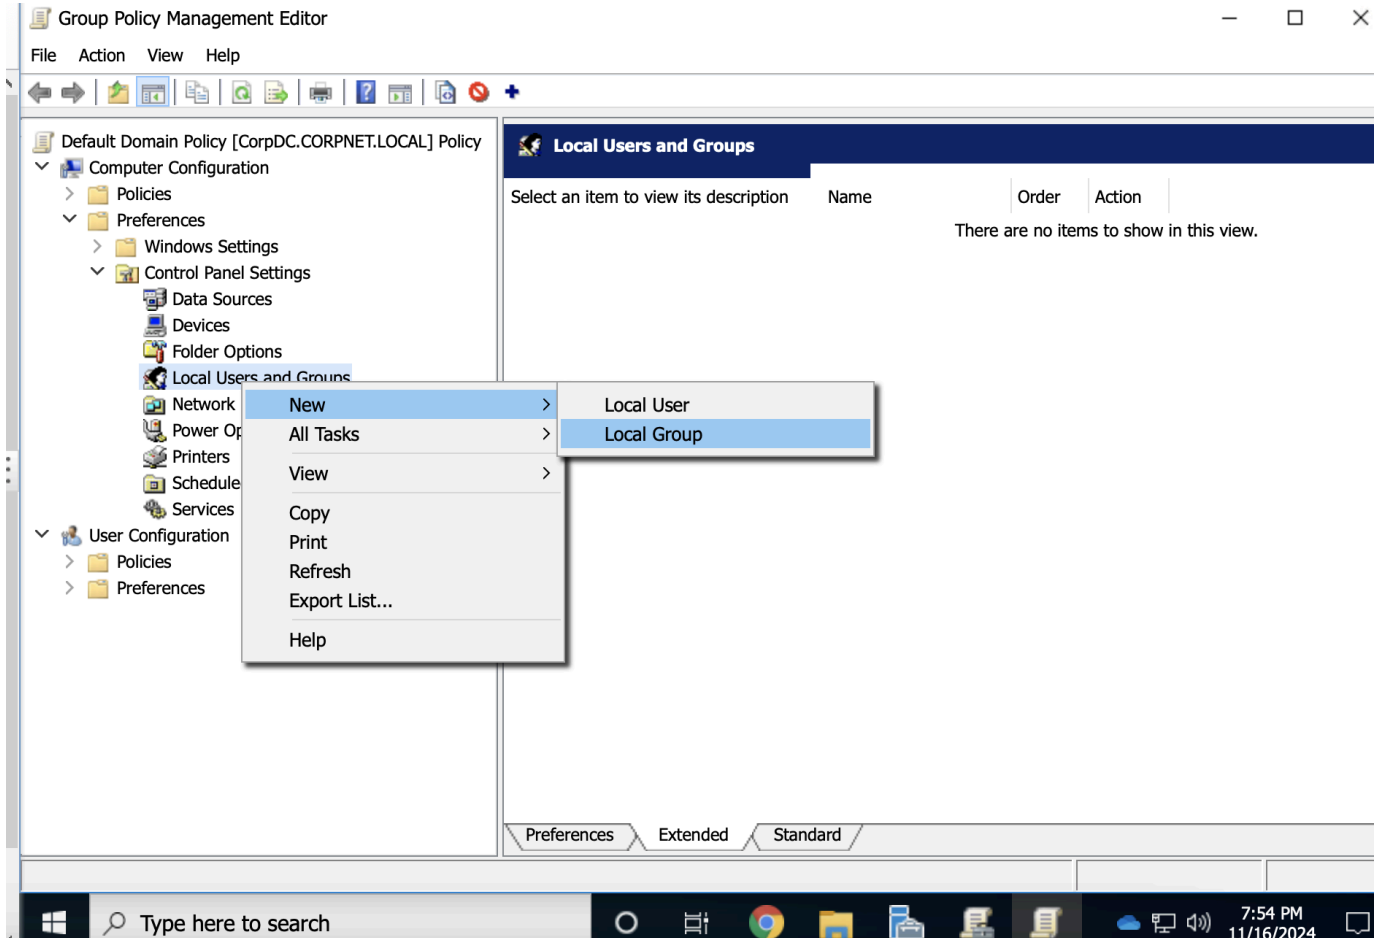 Group Policy Management Editor
File Action View Help
Default Domain Policy [CorpDC.CORPNET.LOCAL] Policy
Computer Configuration
Policies
Preferences
Windows Settings
Control Panel Settings
Data Sources
Devices
Folder Options
Local Users and Groups
Network
Power Op
Printers
Schedule
Services
User Configuration
Policies
Preferences
New
All Tasks
View
Copy
Print
Refresh
Export List...
Help
Local User
Local Group
Local Users and Groups
Select an item to view its description
Name Order Action
There are no items to show in this view.
Preferences Extended Standard
Type here to search
7:54 PM
11/16/2024